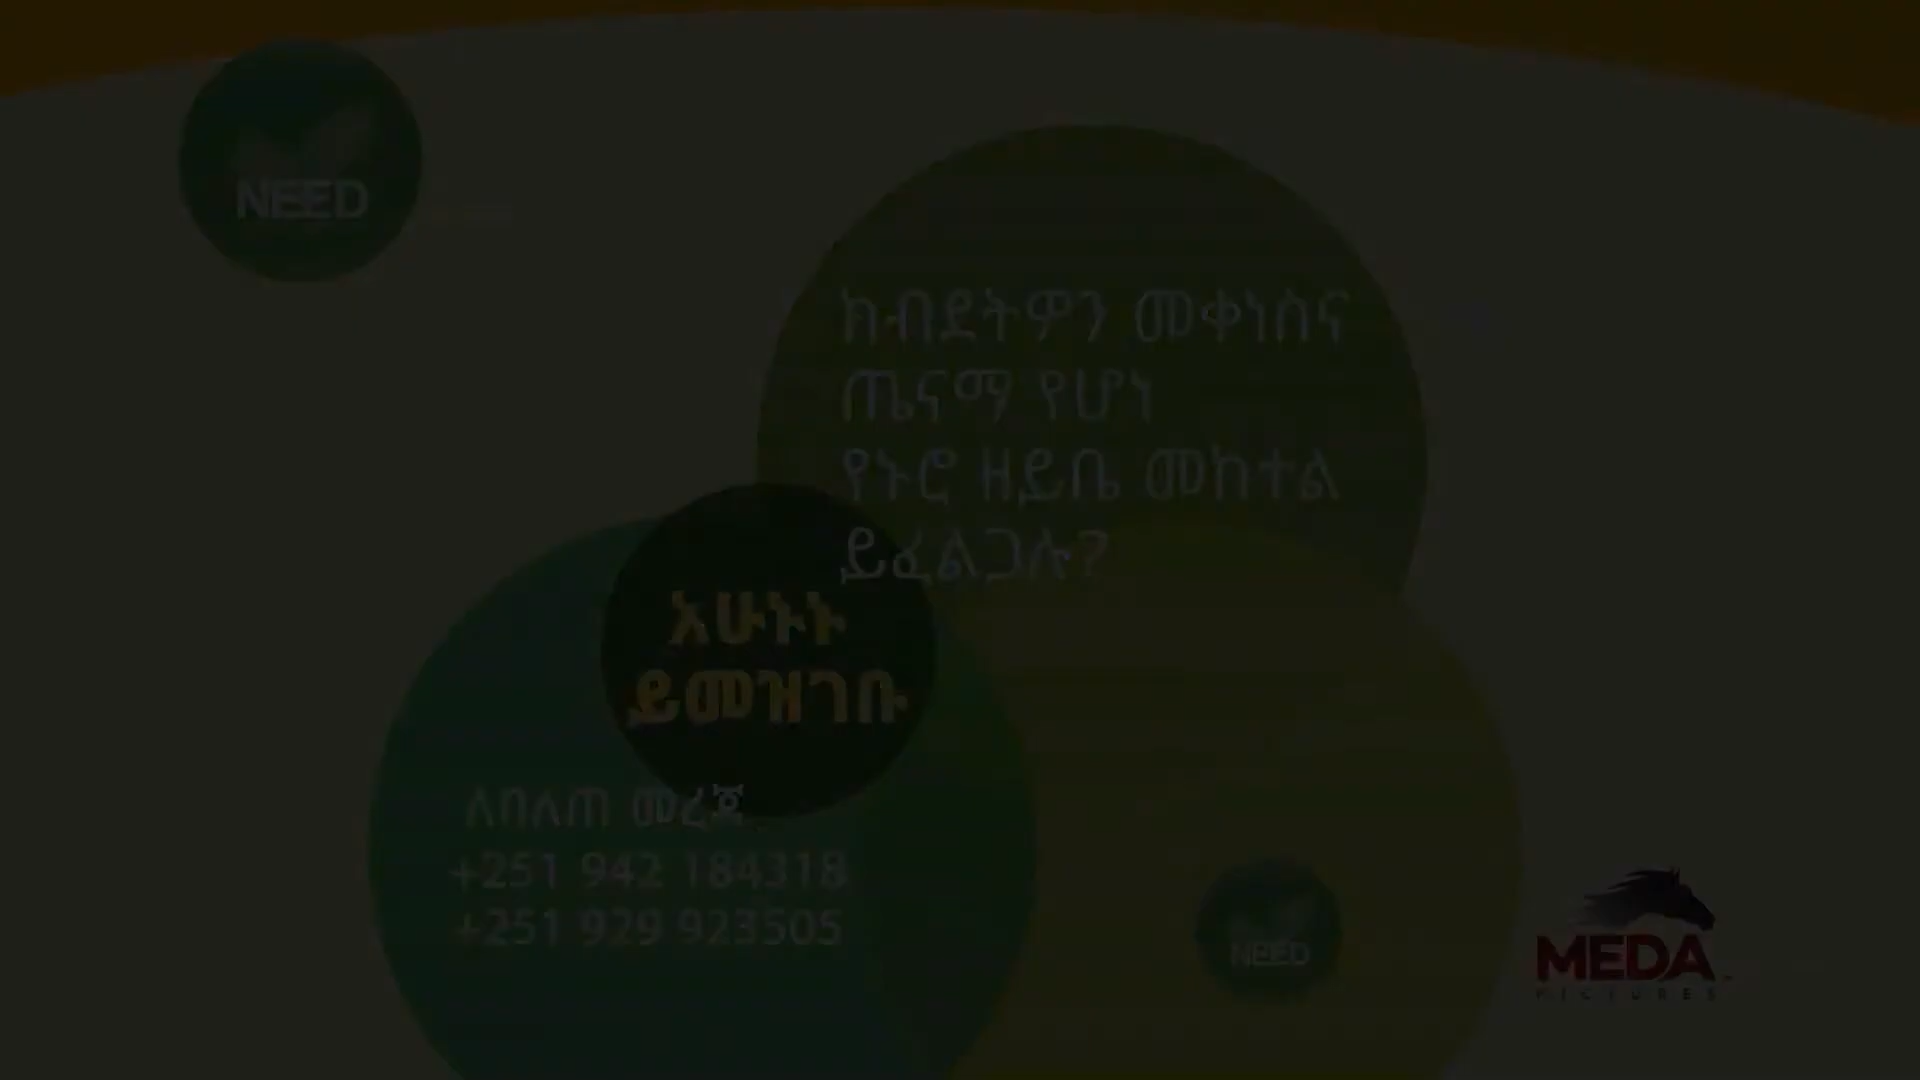 NEED
ክብደትዎን መቀነስና
ጤናማ የሆነ
የኑሮ ዘይቤ መከተል
ይፈልጋሉ?
አሁኑኑ
ይመዝገቡ
ለበለጠ መረጃ
+251 942 184318
+251 929 923505
NEED
MEDA
PICTURES